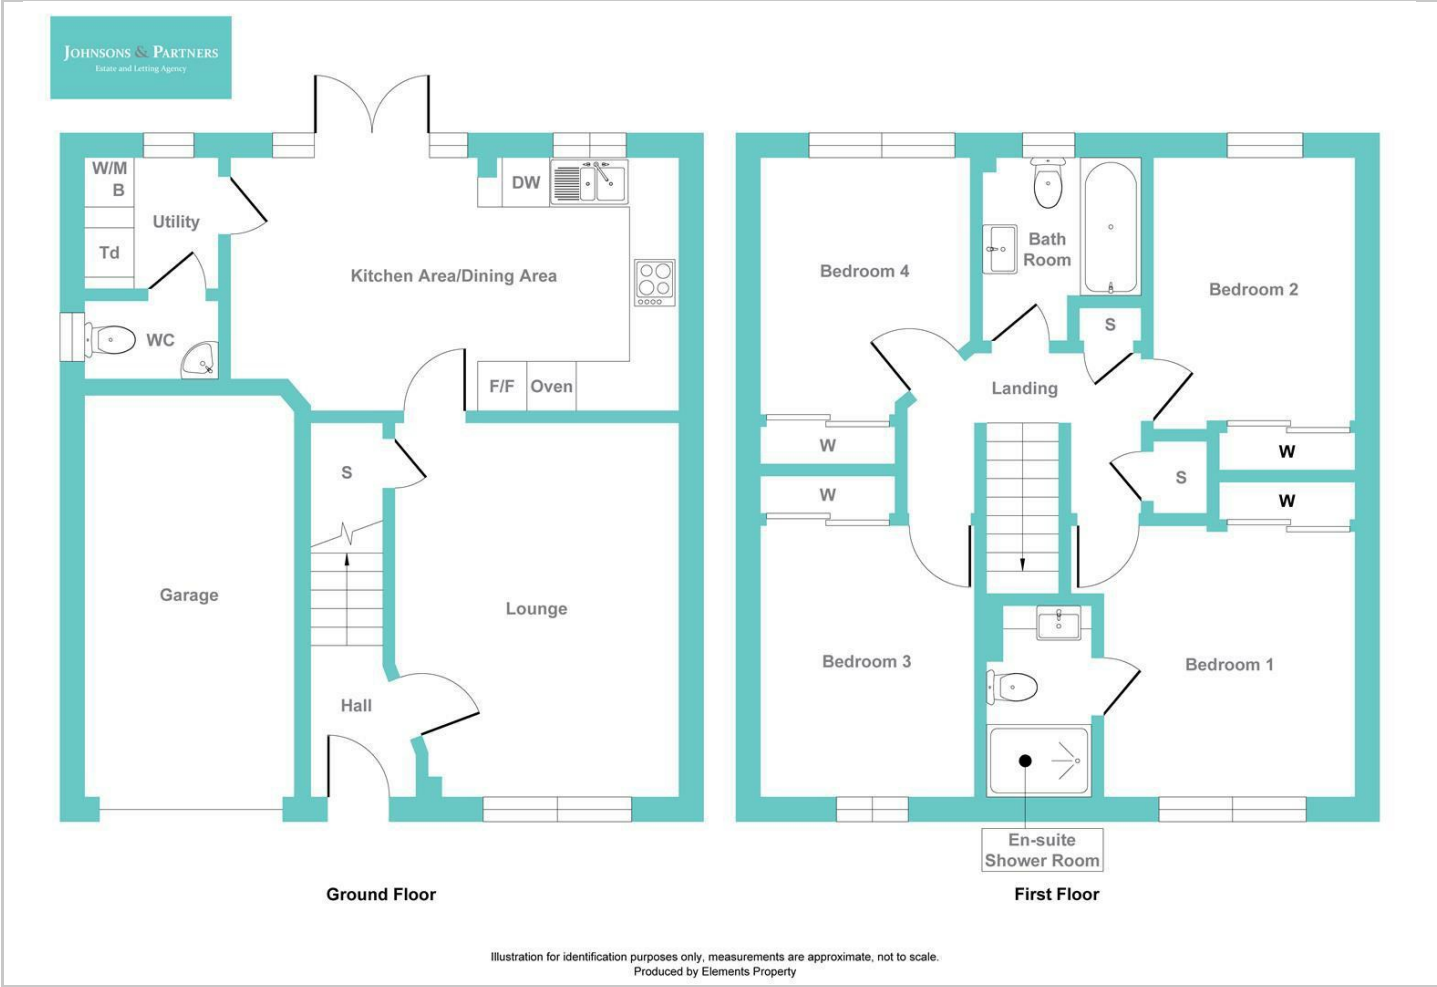 JOHNSONS & PARTNERS
Estate and Letting Agency
W/M
B
Utility
Td
WC
DW
Kitchen Area/Dining Area
F/F
Oven
S
Garage
Lounge
Hall
Ground Floor
Bedroom 4
Bath
Room
Bedroom 2
S
Landing
W
W
W
S
W
Bedroom 3
Bedroom 1
En-suite
Shower Room
First Floor
Illustration for identification purposes only, measurements are approximate, not to scale.
Produced by Elements Property